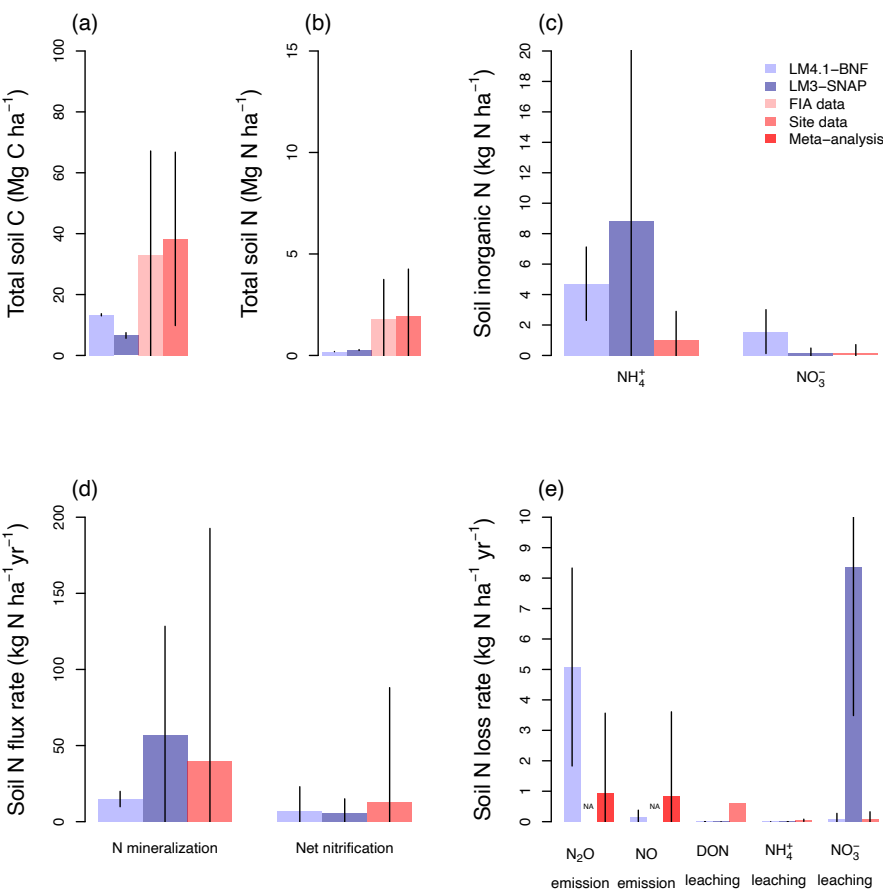 (a)
Total soil C (Mg C ha⁻¹)
0 20 40 60 80 100
(b)
Total soil N (Mg N ha⁻¹)
0 5 10 15
(c)
Soil inorganic N (kg N ha⁻¹)
0 2 4 6 8 10 12 14 16 18 20
NH₄⁺ NO₃⁻
LM4.1−BNF
LM3−SNAP
FIA data
Site data
Meta−analysis
(d)
Soil N flux rate (kg N ha⁻¹yr⁻¹)
0 50 100 150 200
N mineralization Net nitrification
(e)
Soil N loss rate (kg N ha⁻¹ yr⁻¹)
0 1 2 3 4 5 6 7 8 9 10
NA NA
N₂O NO DON NH₄⁺ NO₃⁻
emission emission leaching leaching leaching